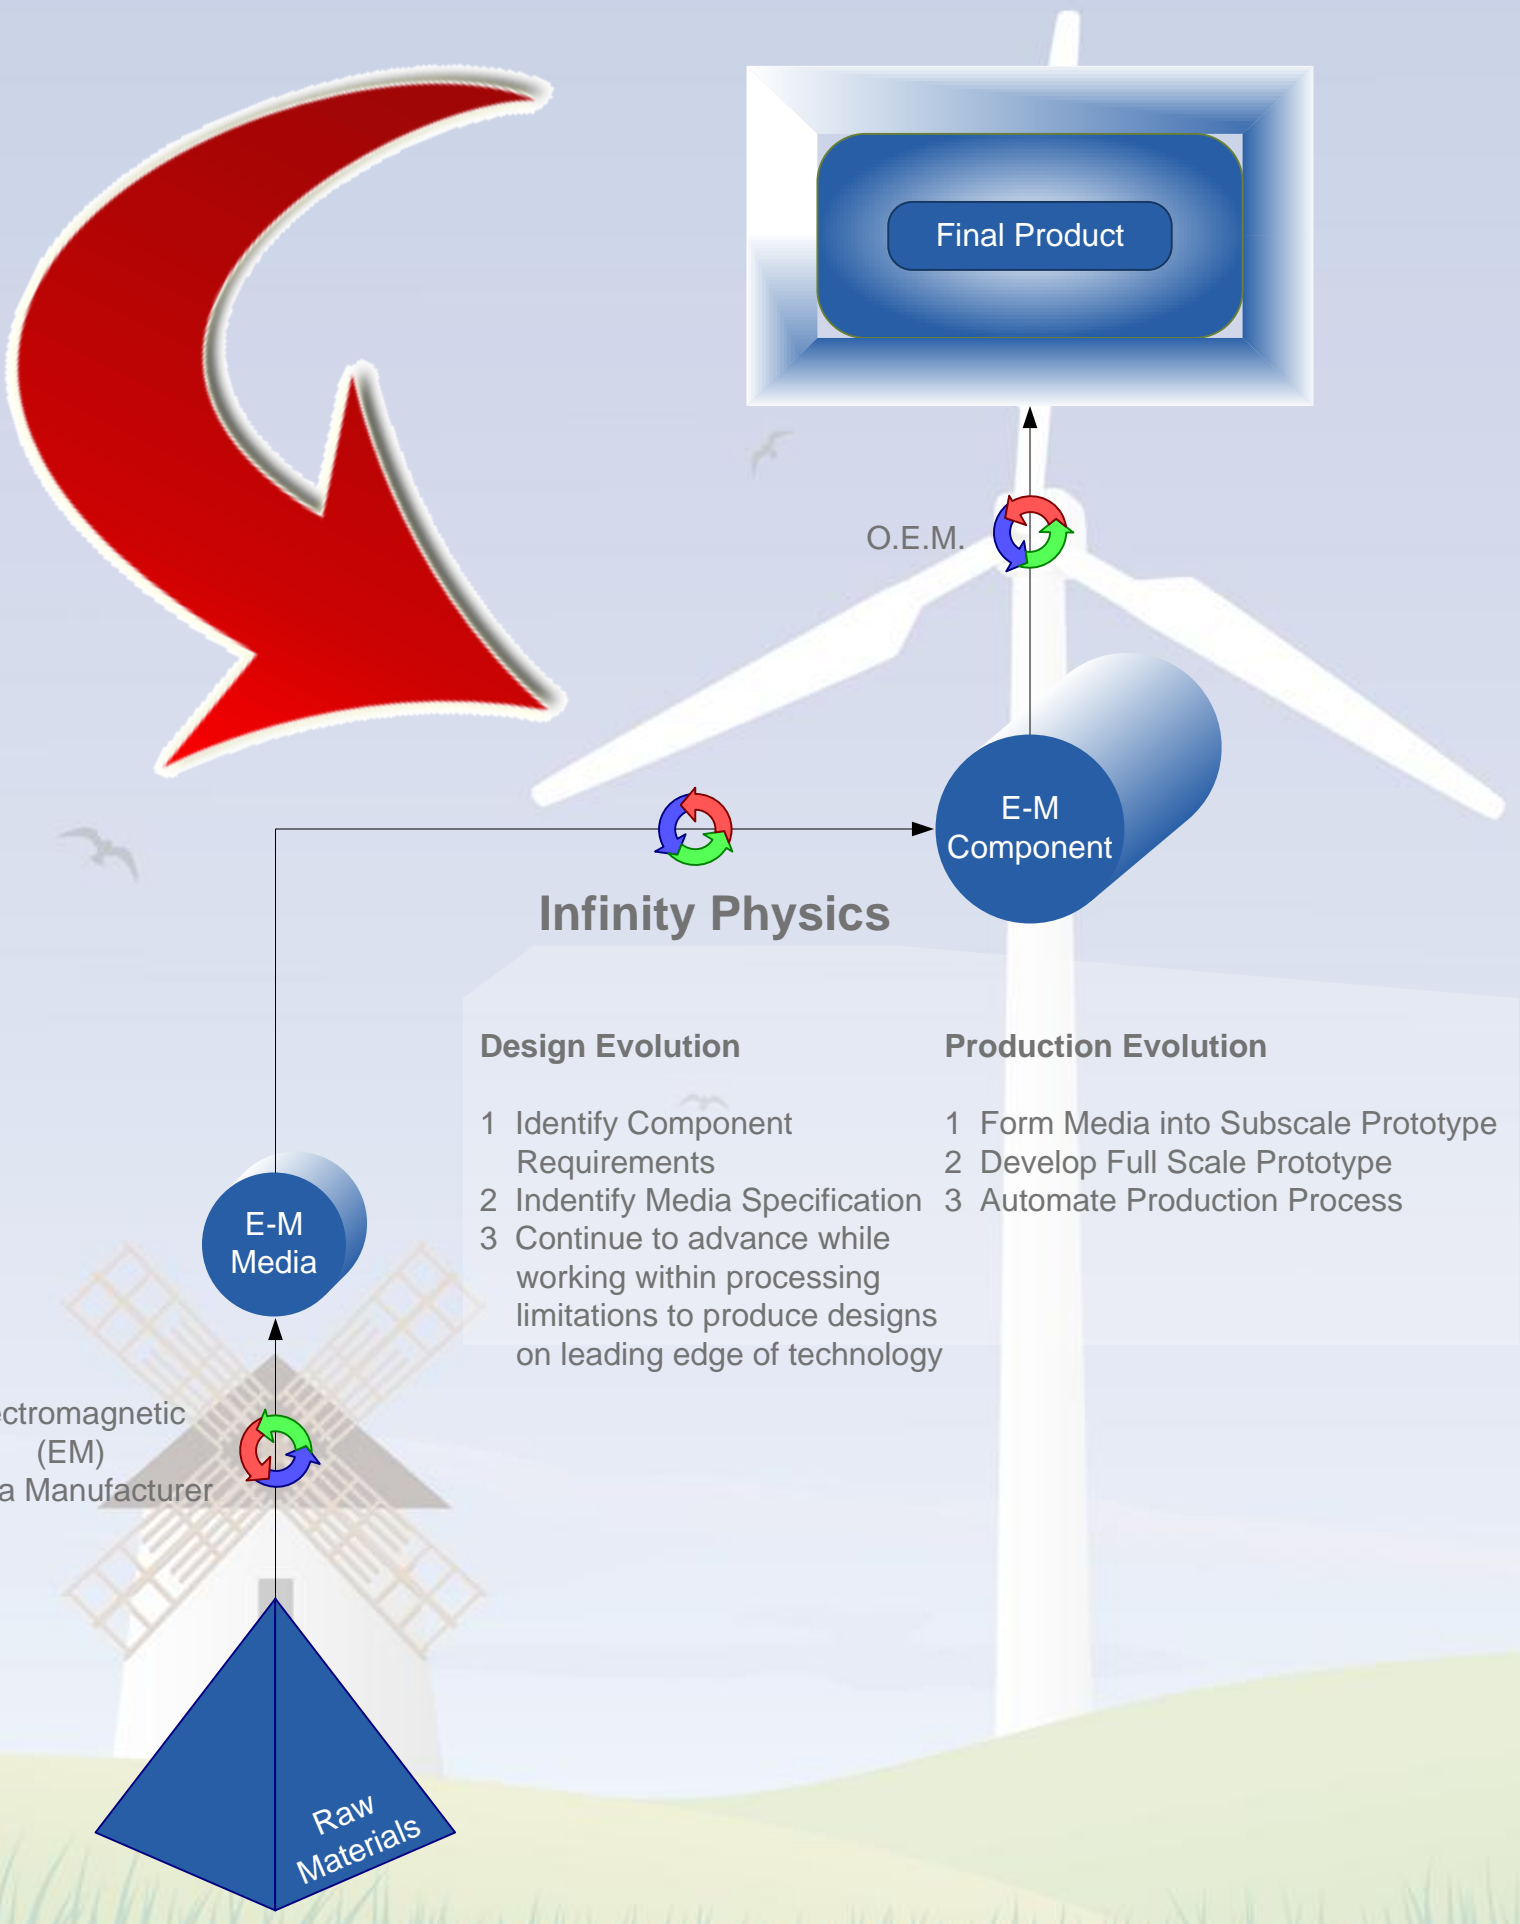 Final Product
O.E.M.
E-M
Component
Infinity Physics
Design Evolution
1 Identify Component
Requirements
2 Indentify Media Specification
3 Continue to advance while
working within processing
limitations to produce designs
on leading edge of technology
Production Evolution
1 Form Media into Subscale Prototype
2 Develop Full Scale Prototype
3 Automate Production Process
E-M
Media
ectromagnetic
(EM)
a Manufacturer
Raw
Materials